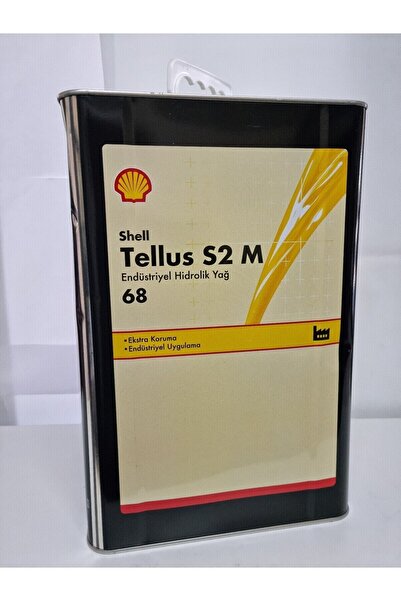 Shell
Tellus S2 M
Endüstriyel Hidrolik Yağ
68
• Ekstra Koruma
• Endüstriyel Uygulama